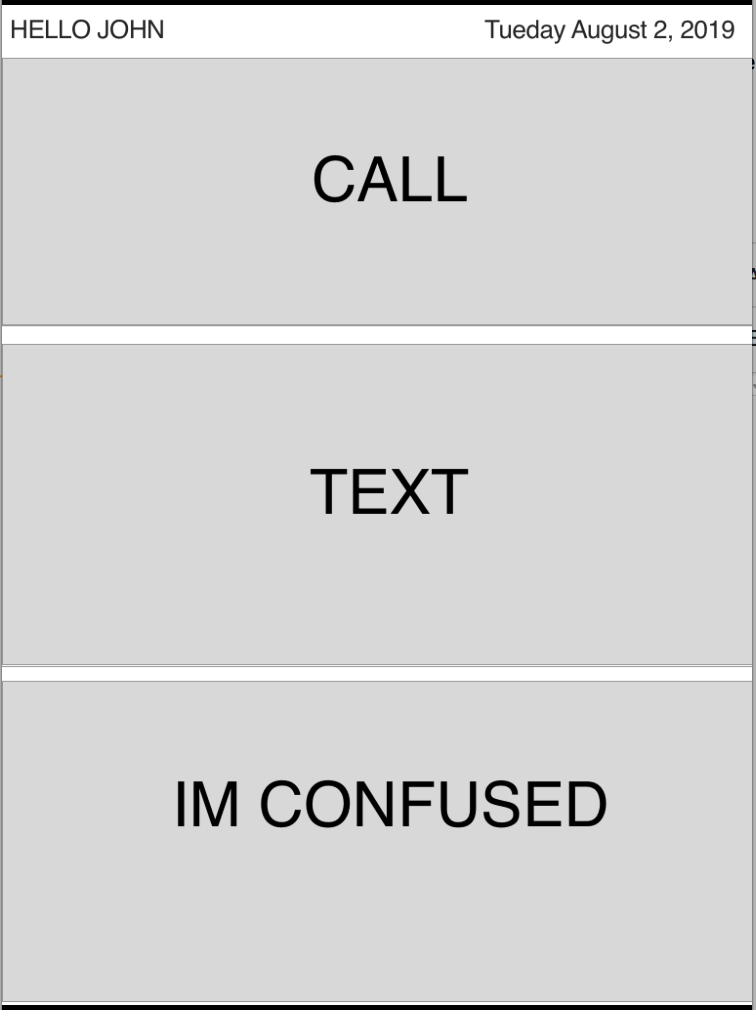 HELLO JOHN
Tueday August 2, 2019
CALL
TEXT
IM CONFUSED